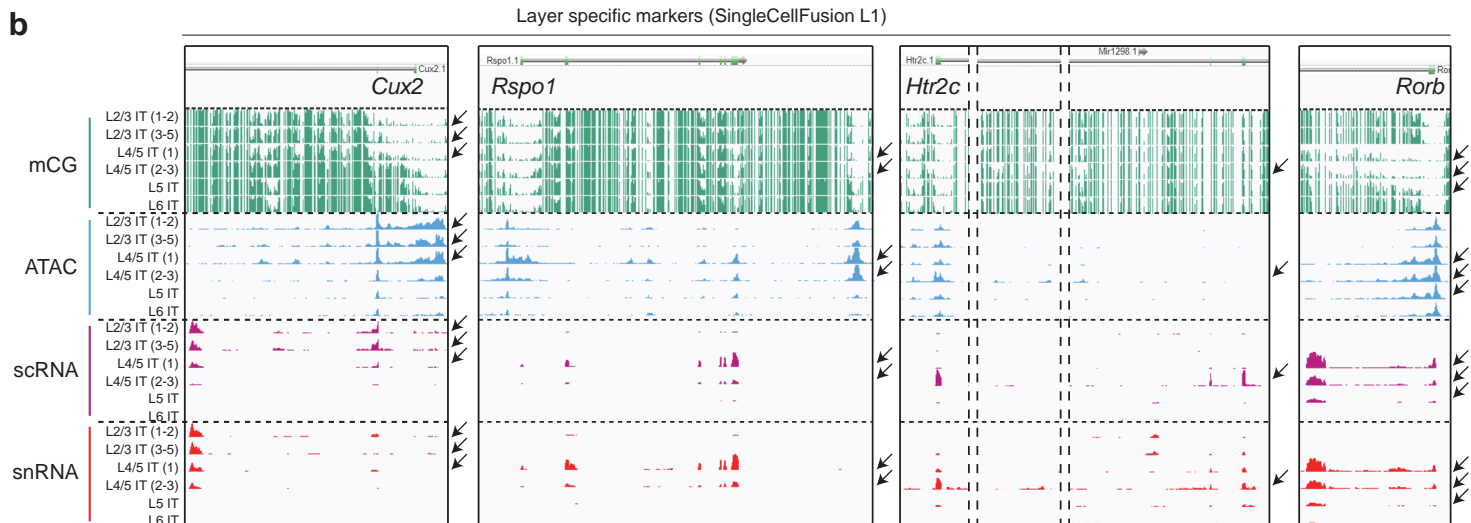 b
Layer specific markers (SingleCellFusion L1)
Cux2.1
Cux2
Rspo1.1
Rspo1
Htr2c.1
Mir1298.1
Htr2c
Ror
Rorb
mCG
L2/3 IT (1-2)
L2/3 IT (3-5)
L4/5 IT (1)
L4/5 IT (2-3)
L5 IT
L6 IT
ATAC
L2/3 IT (1-2)
L2/3 IT (3-5)
L4/5 IT (1)
L4/5 IT (2-3)
L5 IT
L6 IT
scRNA
L2/3 IT (1-2)
L2/3 IT (3-5)
L4/5 IT (1)
L4/5 IT (2-3)
L5 IT
L6 IT
snRNA
L2/3 IT (1-2)
L2/3 IT (3-5)
L4/5 IT (1)
L4/5 IT (2-3)
L5 IT
L6 IT